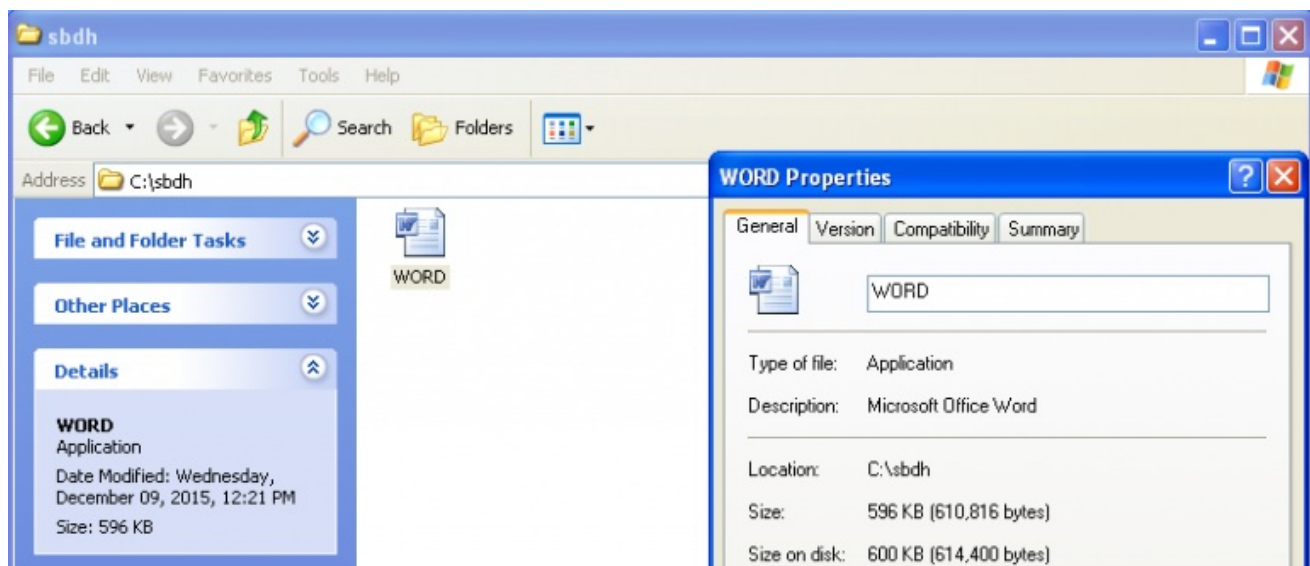 sbdh
File Edit View Favorites Tools Help
Back Search Folders
Address C:\sbdh
File and Folder Tasks
Other Places
Details
WORD
Application
Date Modified: Wednesday,
December 09, 2015, 12:21 PM
Size: 596 KB
WORD
WORD Properties
General Version Compatibility Summary
WORD
Type of file: Application
Description: Microsoft Office Word
Location: C:\sbdh
Size: 596 KB (610,816 bytes)
Size on disk: 600 KB (614,400 bytes)